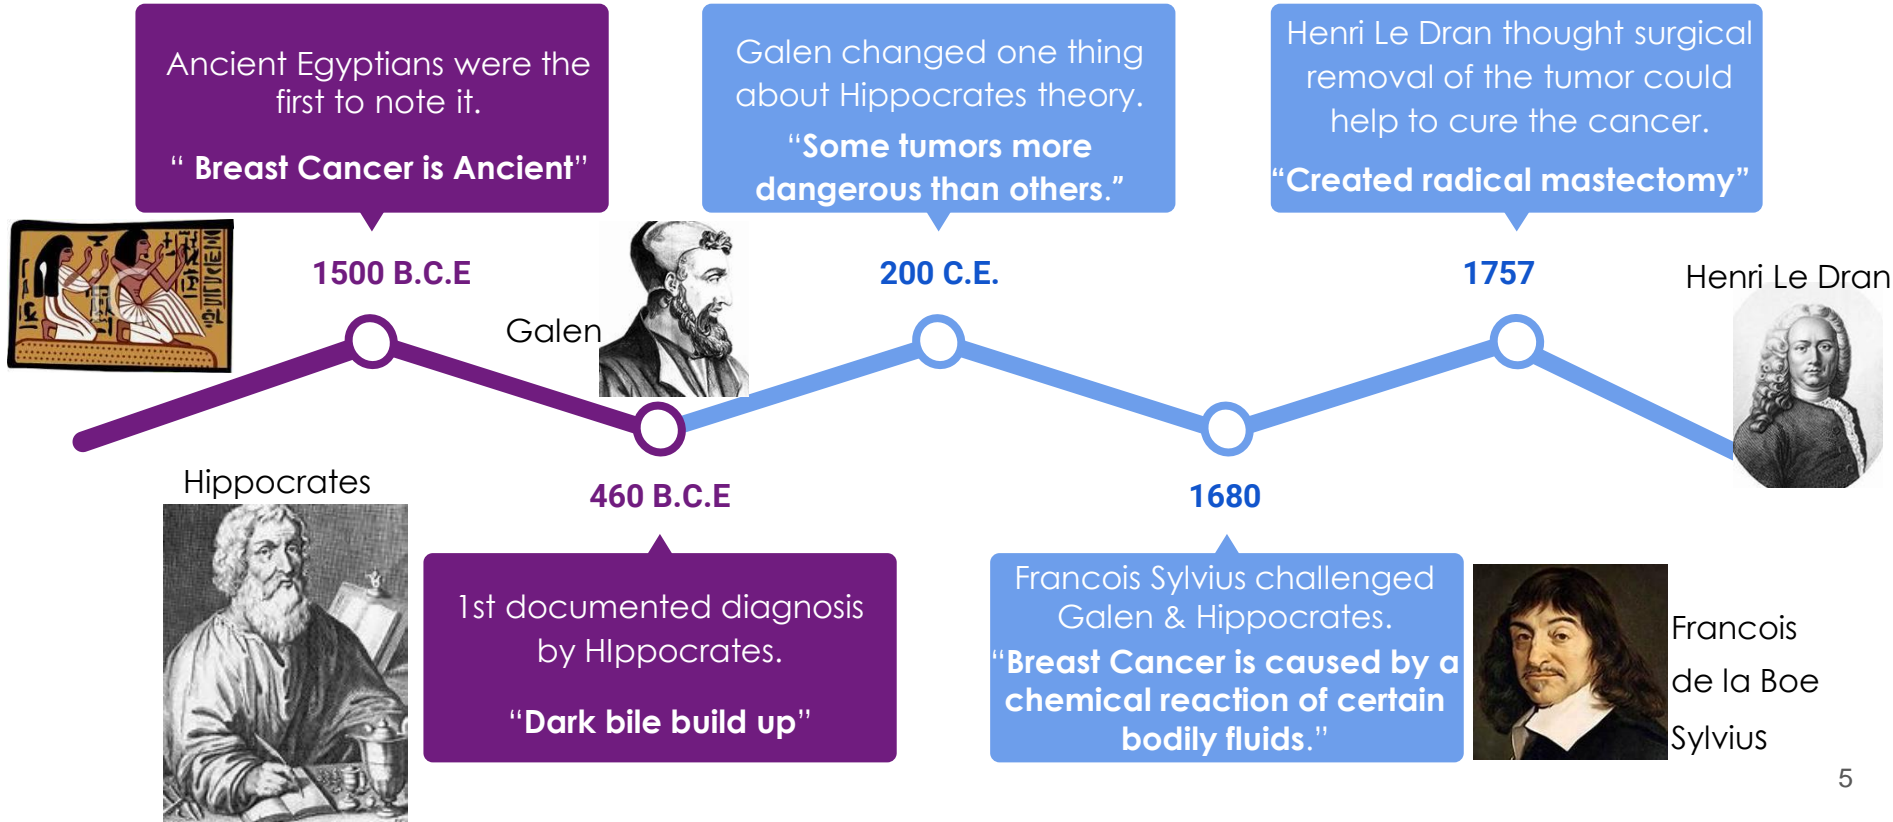 Ancient Egyptians were the
first to note it.
“ Breast Cancer is Ancient”
1500 B.C.E
Galen changed one thing
about Hippocrates theory.
“Some tumors more
dangerous than others.”
200 C.E.
Galen
Henri Le Dran thought surgical
removal of the tumor could
help to cure the cancer.
“Created radical mastectomy”
1757
Henri Le Dran
Hippocrates
460 B.C.E
1st documented diagnosis
by HIppocrates.
“Dark bile build up”
1680
Francois Sylvius challenged
Galen & Hippocrates.
“Breast Cancer is caused by a
chemical reaction of certain
bodily fluids.”
Francois
de la Boe
Sylvius
5